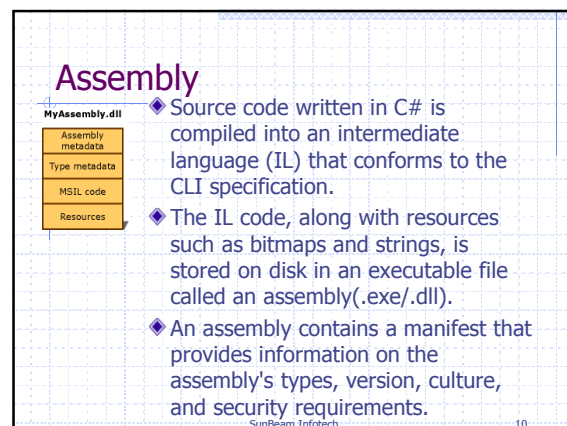 Assembly
MyAssembly.dll
Assembly
metadata
Type metadata
MSIL code
Resources
Source code written in C# is
compiled into an intermediate
language (IL) that conforms to the
CLI specification.
The IL code, along with resources
such as bitmaps and strings, is
stored on disk in an executable file
called an assembly(.exe/.dll).
An assembly contains a manifest that
provides information on the
assembly's types, version, culture,
and security requirements.
SunBeam Infotech
10